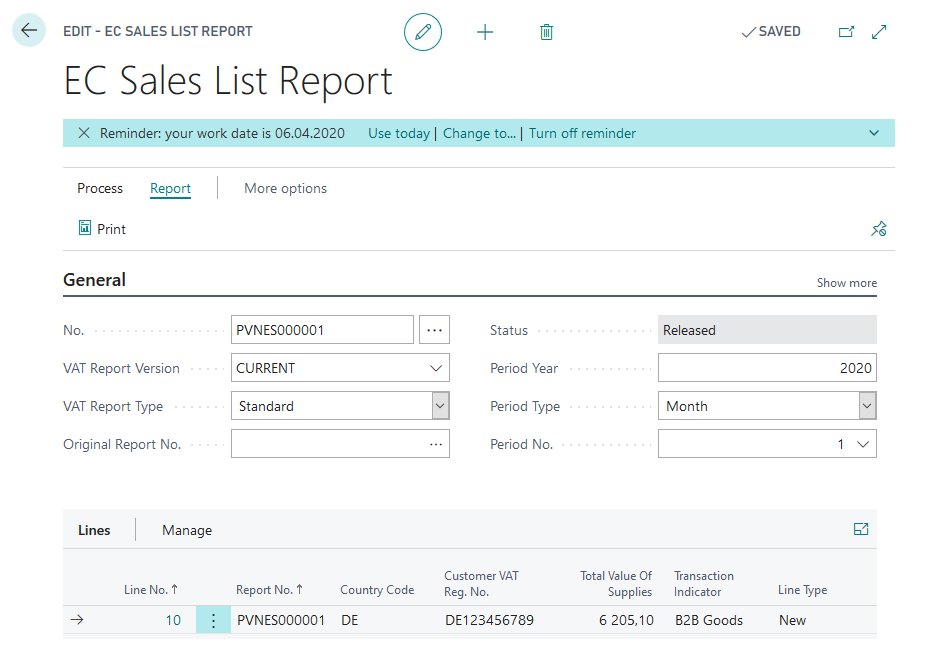 EDIT - EC SALES LIST REPORT
SAVED
EC Sales List Report
Reminder: your work date is 06.04.2020 Use today | Change to... | Turn off reminder
Process Report More options
Print
General Show more
No. PVNES000001 ... Status Released
VAT Report Version CURRENT Period Year 2020
VAT Report Type Standard Period Type Month
Original Report No. ... Period No. 1
Lines Manage
Line No. ↑ Report No. ↑ Country Code Customer VAT Reg. No. Total Value Of Supplies Transaction Indicator Line Type
10 PVNES000001 DE DE123456789 6 205,10 B2B Goods New